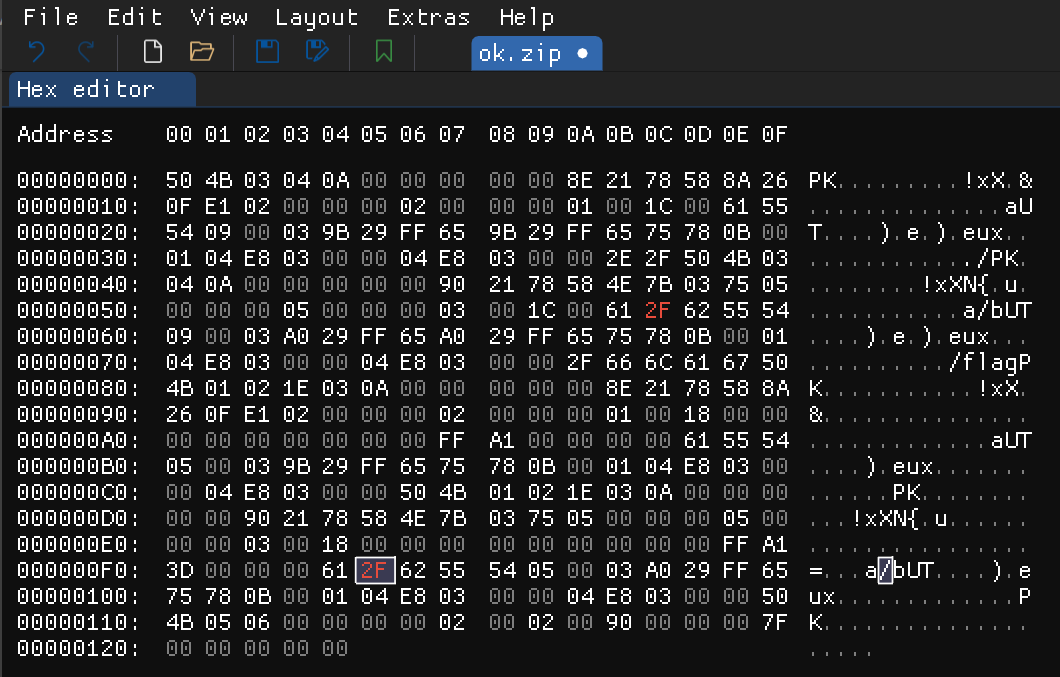 File Edit View Layout Extras Help
ok.zip
Hex editor
Address 00 01 02 03 04 05 06 07 08 09 0A 0B 0C 0D 0E 0F
00000000: 50 4B 03 04 0A 00 00 00 00 00 8E 21 78 58 8A 26 PK.........!xX.&
00000010: 0F E1 02 00 00 00 02 00 00 00 01 00 1C 00 61 55 ..............aU
00000020: 54 09 00 03 9B 29 FF 65 9B 29 FF 65 75 78 0B 00 T....).e.).eux..
00000030: 01 04 E8 03 00 00 04 E8 03 00 00 2E 2F 50 4B 03 ............/PK.
00000040: 04 0A 00 00 00 00 00 90 21 78 58 4E 7B 03 75 05 ........!xXN{.u.
00000050: 00 00 00 05 00 00 00 03 00 1C 00 61 2F 62 55 54 ...........a/bUT
00000060: 09 00 03 A0 29 FF 65 A0 29 FF 65 75 78 0B 00 01 ....).e.).eux...
00000070: 04 E8 03 00 00 04 E8 03 00 00 2F 66 6C 61 67 50 ........../flagP
00000080: 4B 01 02 1E 03 0A 00 00 00 00 00 8E 21 78 58 8A K...........!xX.
00000090: 26 0F E1 02 00 00 00 02 00 00 00 01 00 18 00 00 &...............
000000A0: 00 00 00 00 00 00 00 FF A1 00 00 00 00 61 55 54 .............aUT
000000B0: 05 00 03 9B 29 FF 65 75 78 0B 00 01 04 E8 03 00 ....).eux.......
000000C0: 00 04 E8 03 00 00 50 4B 01 02 1E 03 0A 00 00 00 ......PK........
000000D0: 00 00 90 21 78 58 4E 7B 03 75 05 00 00 00 05 00 ...!xXN{.u......
000000E0: 00 00 03 00 18 00 00 00 00 00 00 00 00 00 FF A1 ................
000000F0: 3D 00 00 00 61 2F 62 55 54 05 00 03 A0 29 FF 65 =...a/bUT....).e
00000100: 75 78 0B 00 01 04 E8 03 00 00 04 E8 03 00 00 50 ux.............P
00000110: 4B 05 06 00 00 00 00 02 00 02 00 90 00 00 00 7F K...............
00000120: 00 00 00 00 00 .....